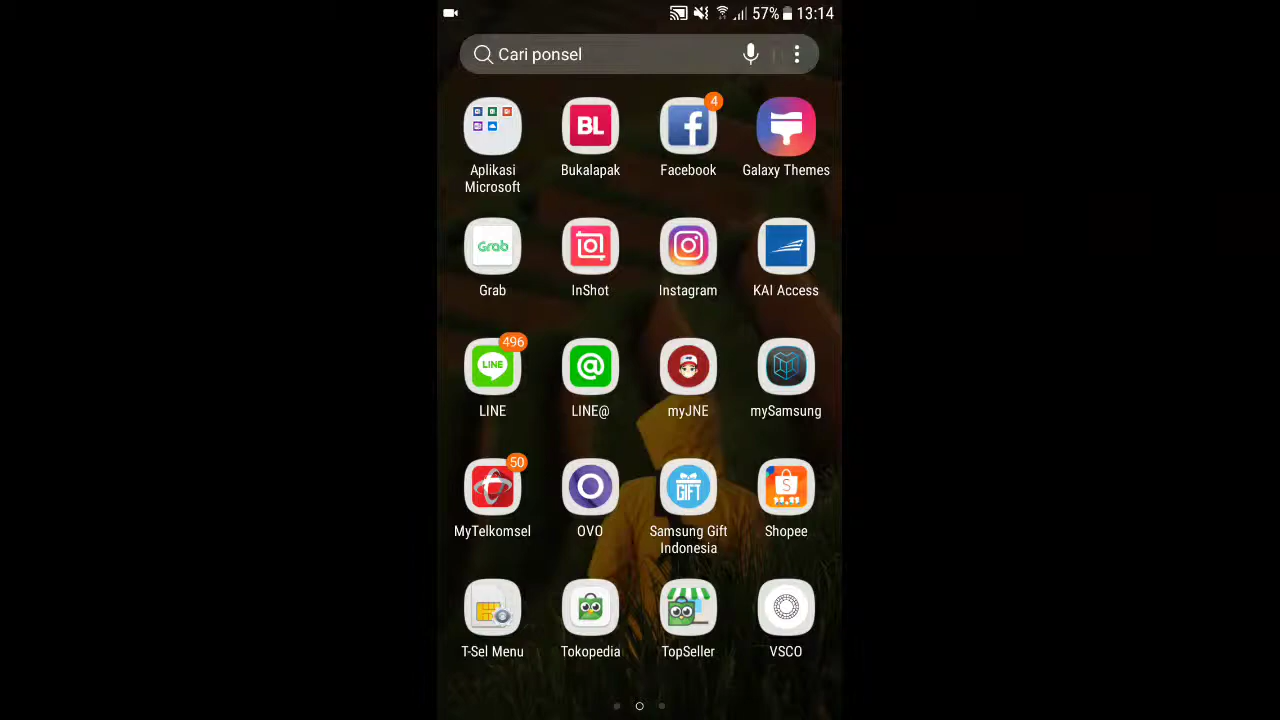 57% 13:14
Cari ponsel
BL
4
Aplikasi
Microsoft
Bukalapak
Facebook
Galaxy Themes
Grab
Grab
InShot
Instagram
KAI Access
496
LINE
LINE
@
LINE@
myJNE
mySamsung
50
GIFT
S
MyTelkomsel
OVO
Samsung Gift
Indonesia
Shopee
T-Sel Menu
Tokopedia
TopSeller
VSCO